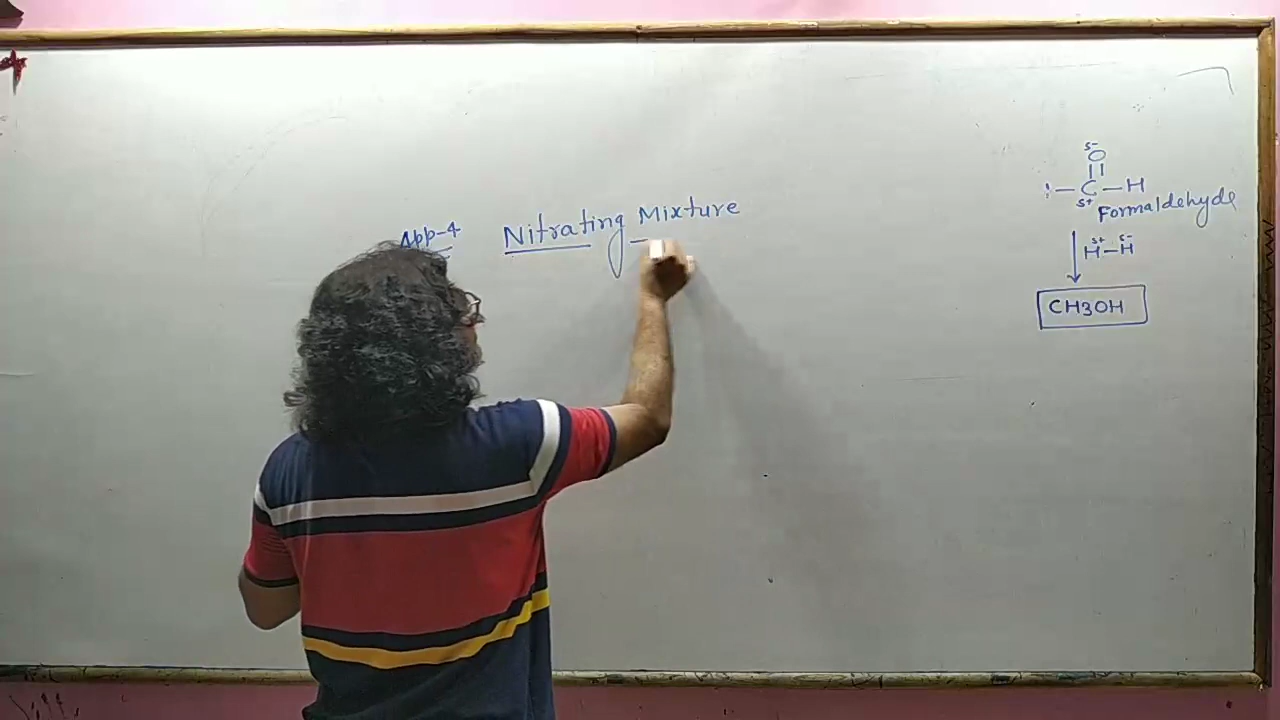 App-4 Nitrating Mixture
δ-
O
:-C-H
δ+
Formaldehyde
δ+ δ-
H-H
CH3OH